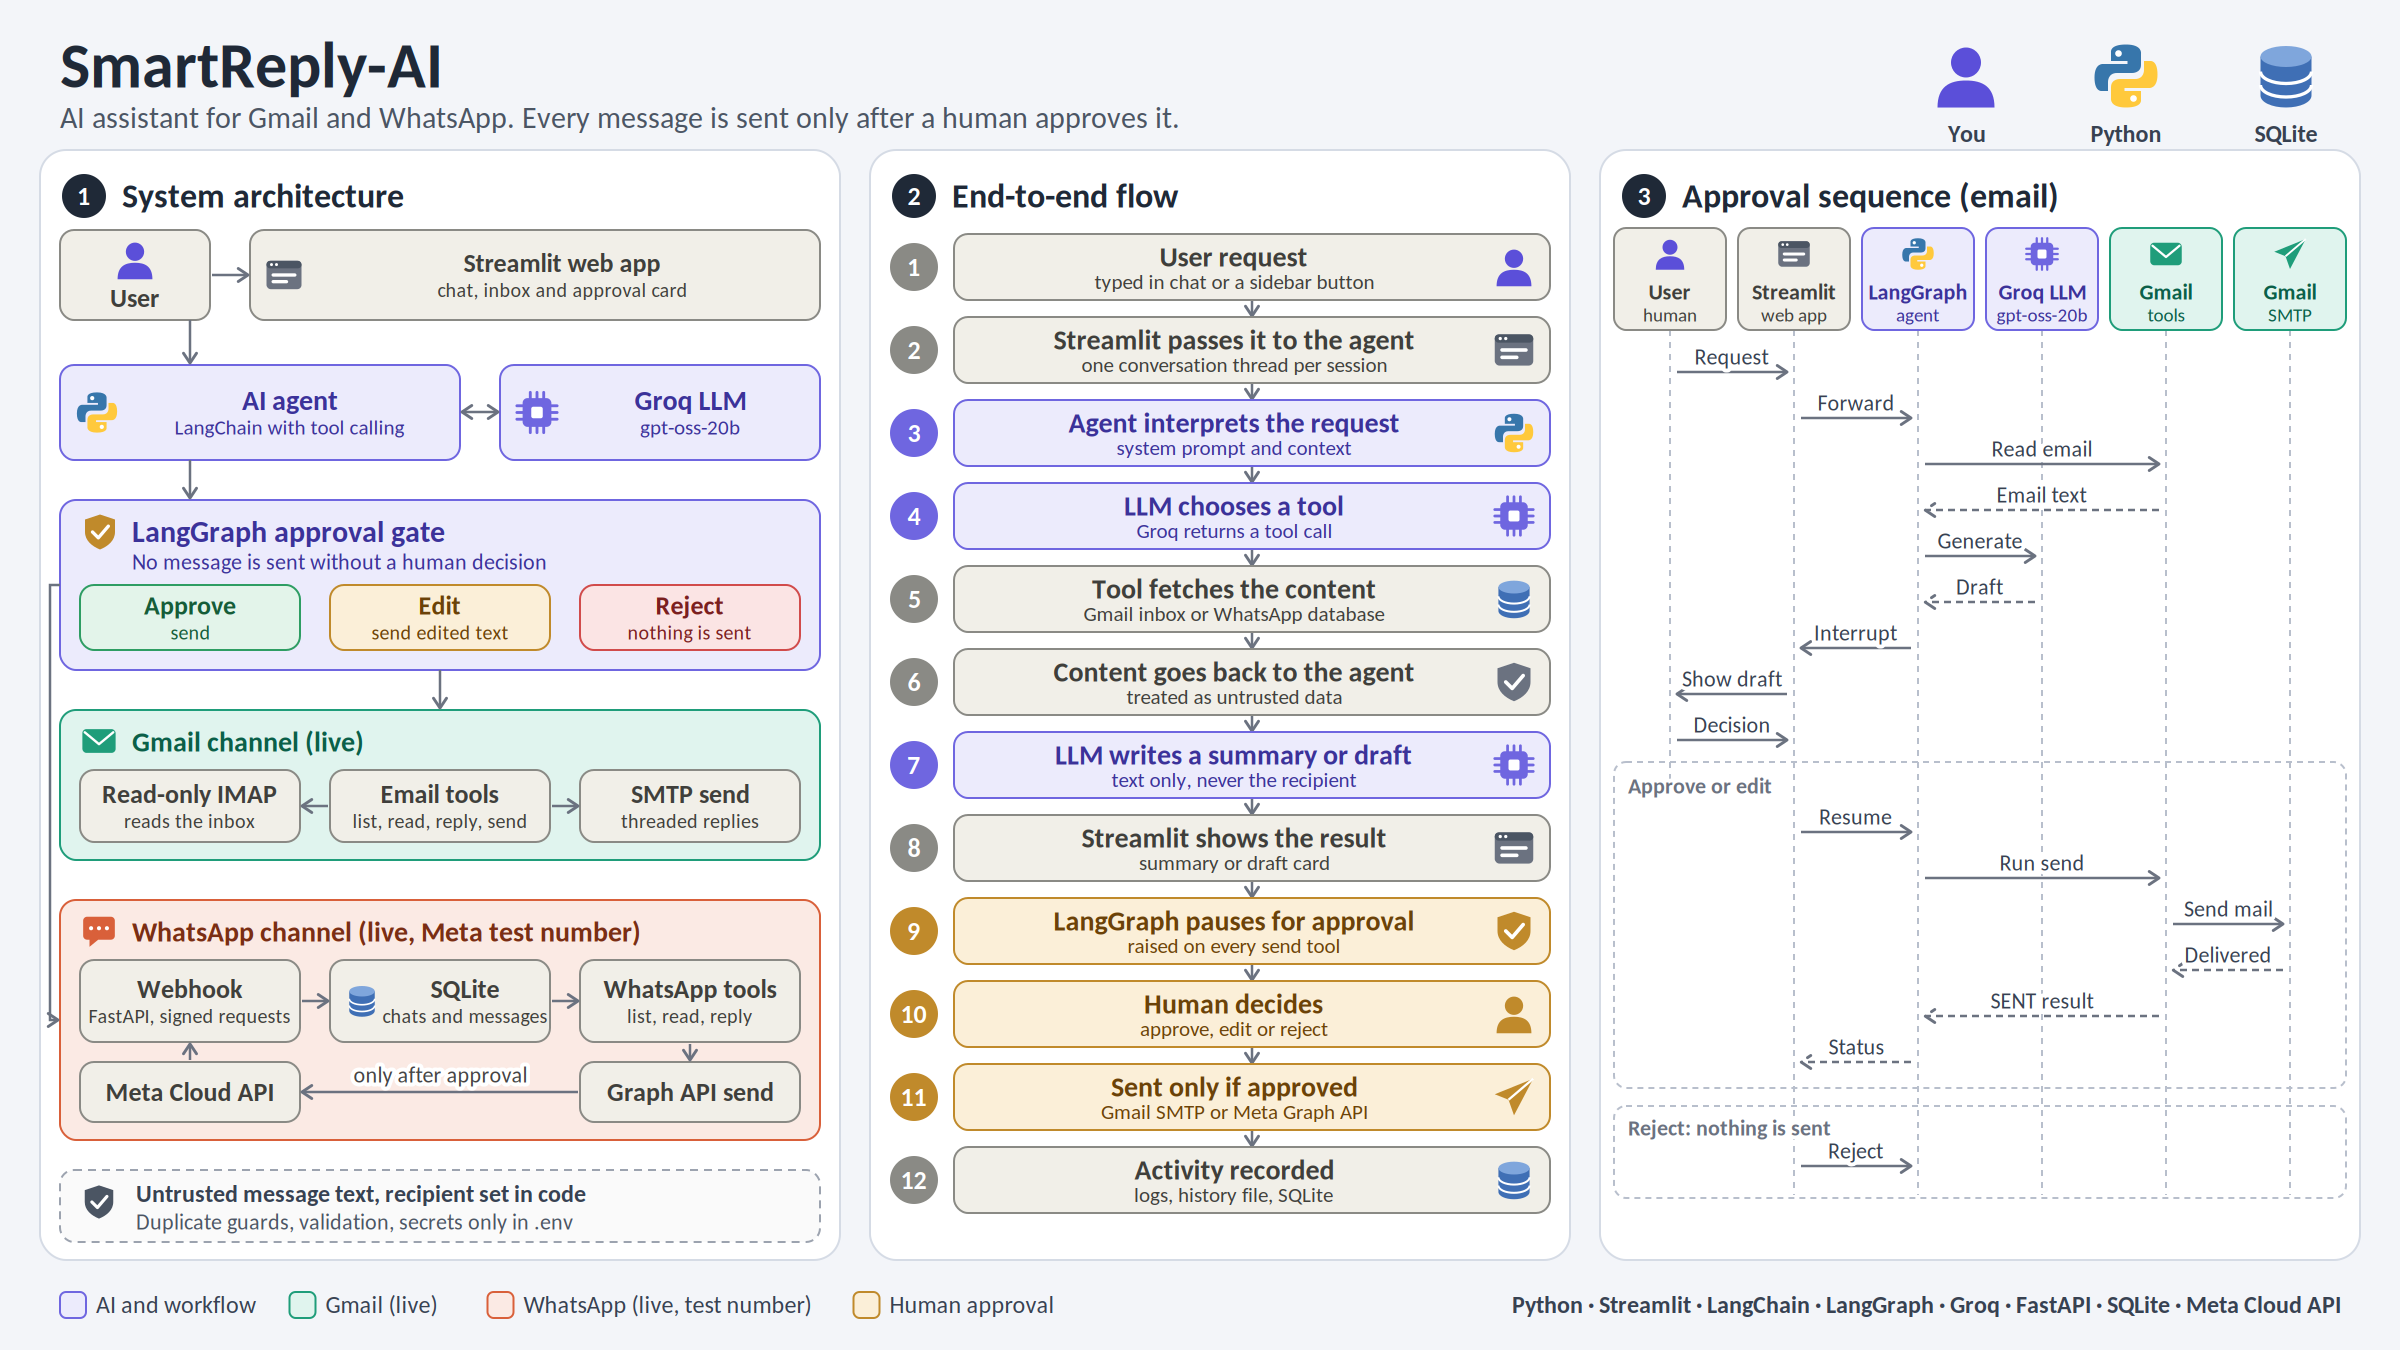 SmartReply-AI
AI assistant for Gmail and WhatsApp. Every message is sent only after a human approves it.
You
Python
SQLite
1
System architecture
User
Streamlit web app
chat, inbox and approval card
AI agent
LangChain with tool calling
Groq LLM
gpt-oss-20b
LangGraph approval gate
No message is sent without a human decision
Approve
send
Edit
send edited text
Reject
nothing is sent
Gmail channel (live)
Read-only IMAP
reads the inbox
Email tools
list, read, reply, send
SMTP send
threaded replies
WhatsApp channel (live, Meta test number)
Webhook
FastAPI, signed requests
SQLite
chats and messages
WhatsApp tools
list, read, reply
Meta Cloud API
only after approval
Graph API send
Untrusted message text, recipient set in code
Duplicate guards, validation, secrets only in .env
2
End-to-end flow
1
User request
typed in chat or a sidebar button
2
Streamlit passes it to the agent
one conversation thread per session
3
Agent interprets the request
system prompt and context
4
LLM chooses a tool
Groq returns a tool call
5
Tool fetches the content
Gmail inbox or WhatsApp database
6
Content goes back to the agent
treated as untrusted data
7
LLM writes a summary or draft
text only, never the recipient
8
Streamlit shows the result
summary or draft card
9
LangGraph pauses for approval
raised on every send tool
10
Human decides
approve, edit or reject
11
Sent only if approved
Gmail SMTP or Meta Graph API
12
Activity recorded
logs, history file, SQLite
3
Approval sequence (email)
User
human
Streamlit
web app
LangGraph
agent
Groq LLM
gpt-oss-20b
Gmail
tools
Gmail
SMTP
Request
Forward
Read email
Email text
Generate
Draft
Interrupt
Show draft
Decision
Approve or edit
Resume
Run send
Send mail
Delivered
SENT result
Status
Reject: nothing is sent
Reject
AI and workflow
Gmail (live)
WhatsApp (live, test number)
Human approval
Python · Streamlit · LangChain · LangGraph · Groq · FastAPI · SQLite · Meta Cloud API